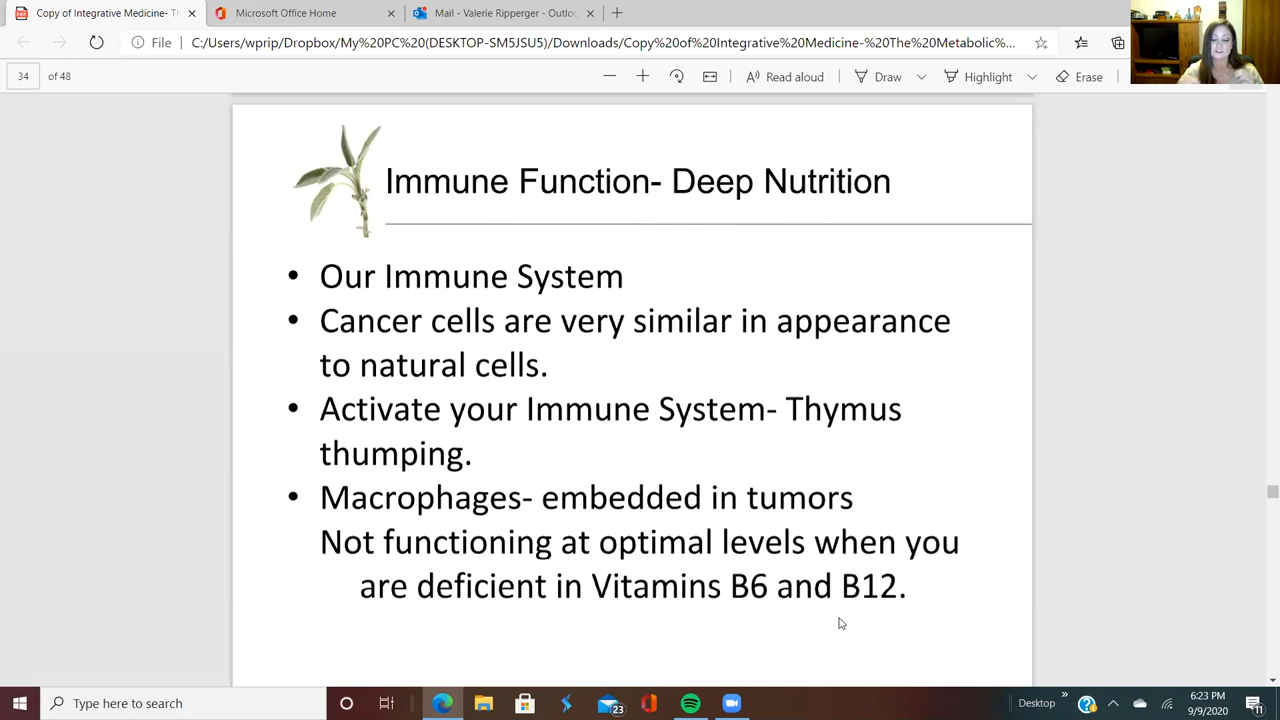 Copy of Integrative Medicine- Th
Microsoft Office Home
Mail - Valerie Ripperger - Outloo
File
C:/Users/wprip/Dropbox/My%20PC%20(DESKTOP-SM5JSU5)/Downloads/Copy%20of%20Integrative%20Medicine-%20The%20Metabolic%...
34 of 48
Read aloud
Draw
Highlight
Erase
Immune Function- Deep Nutrition
• Our Immune System
• Cancer cells are very similar in appearance
to natural cells.
• Activate your Immune System- Thymus
thumping.
• Macrophages- embedded in tumors
Not functioning at optimal levels when you
are deficient in Vitamins B6 and B12.
Type here to search
23
Desktop
6:23 PM
9/9/2020
11